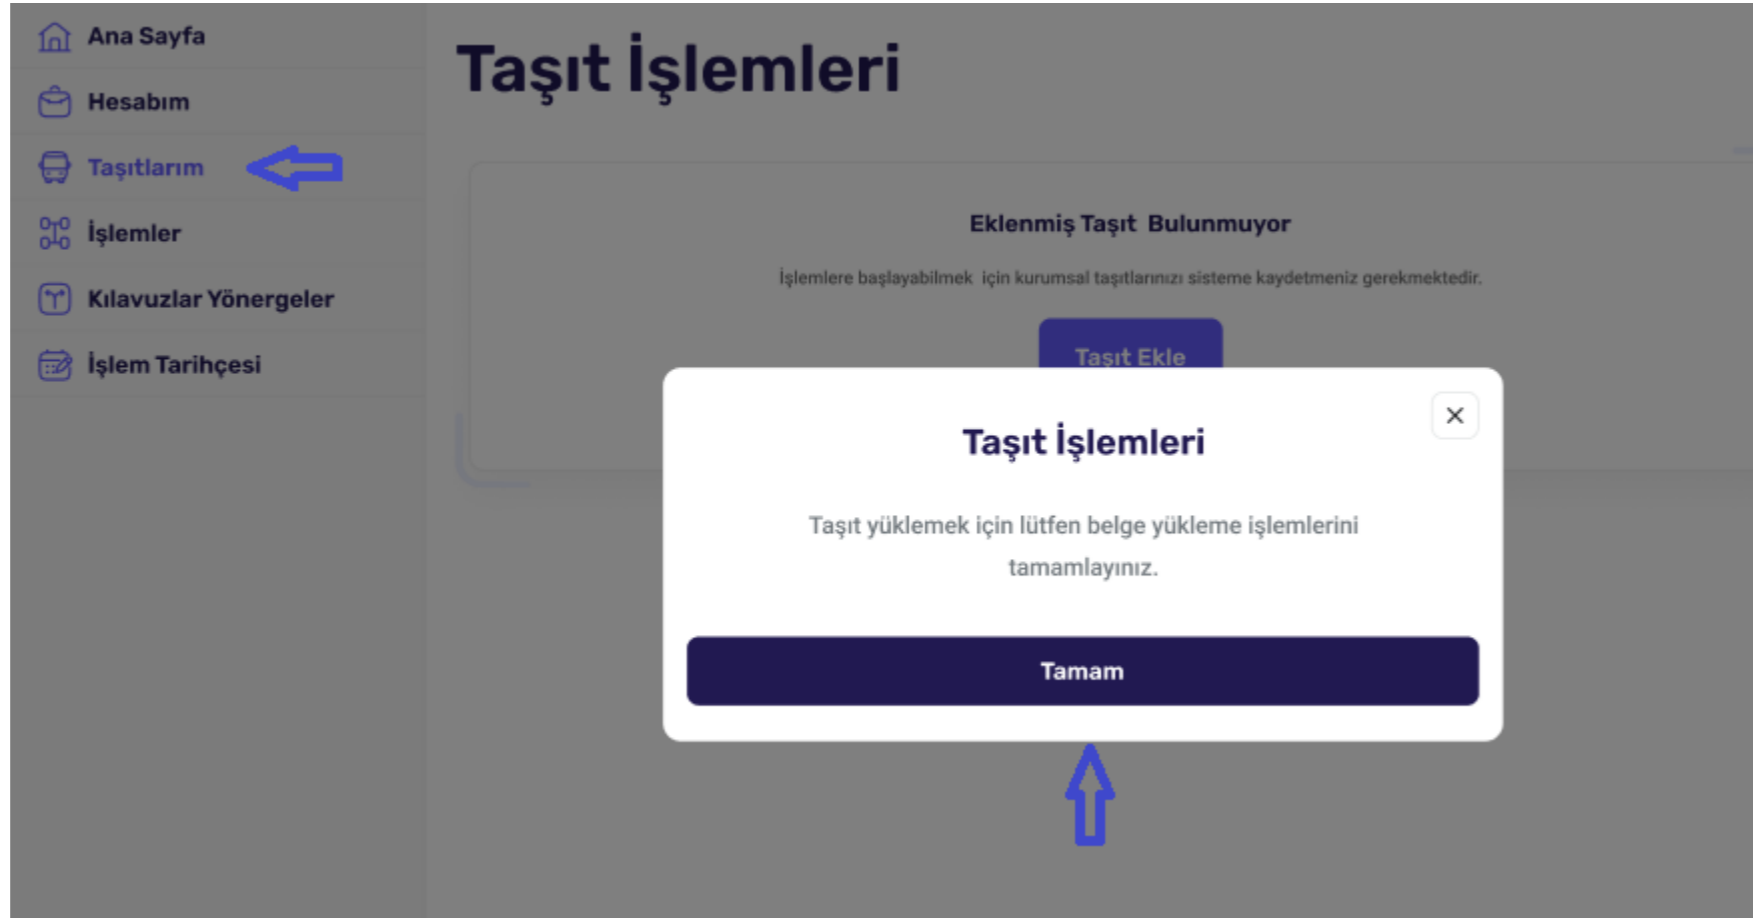 Ana Sayfa
Hesabım
Taşıtlarım
İşlemler
Kılavuzlar Yönergeler
İşlem Tarihçesi
Taşıt İşlemleri
Eklenmiş Taşıt Bulunmuyor
İşlemlere başlayabilmek için kurumsal taşıtlarınızı sisteme kaydetmeniz gerekmektedir.
Taşıt Ekle
Taşıt İşlemleri
Taşıt yüklemek için lütfen belge yükleme işlemlerini
tamamlayınız.
Tamam